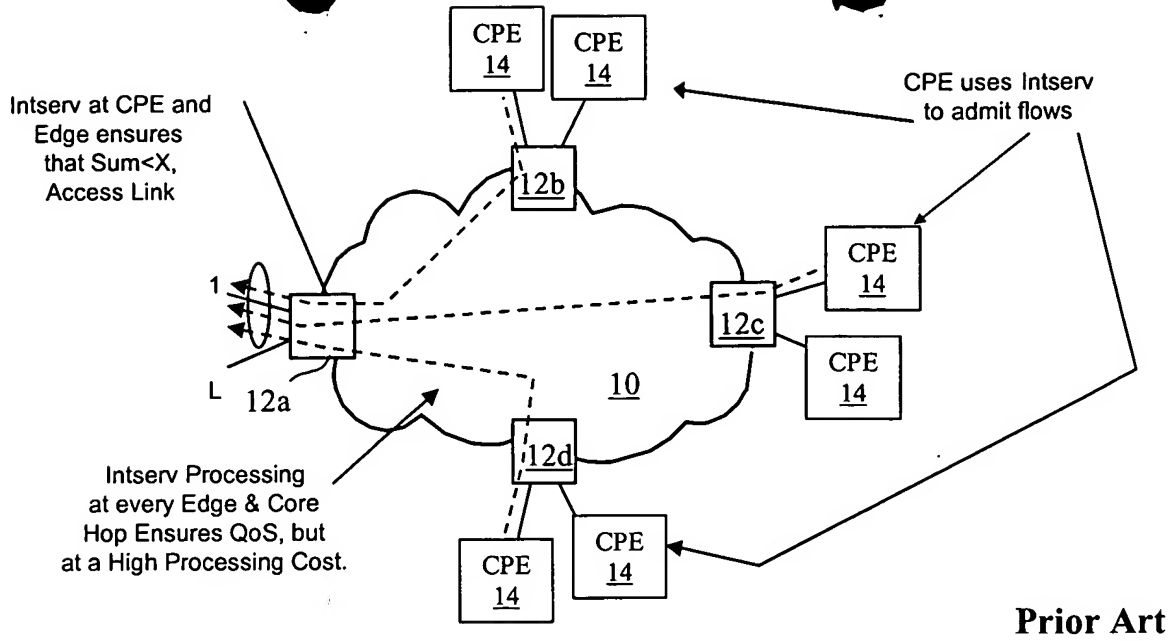 CPE
14
CPE
14
Intserv at CPE and
Edge ensures
that Sum<X,
Access Link
CPE uses Intserv
to admit flows
12b
CPE
14
1
12c
L
12a
10
CPE
14
12d
Intserv Processing
at every Edge & Core
Hop Ensures QoS, but
at a High Processing Cost.
CPE
14
CPE
14
Prior Art